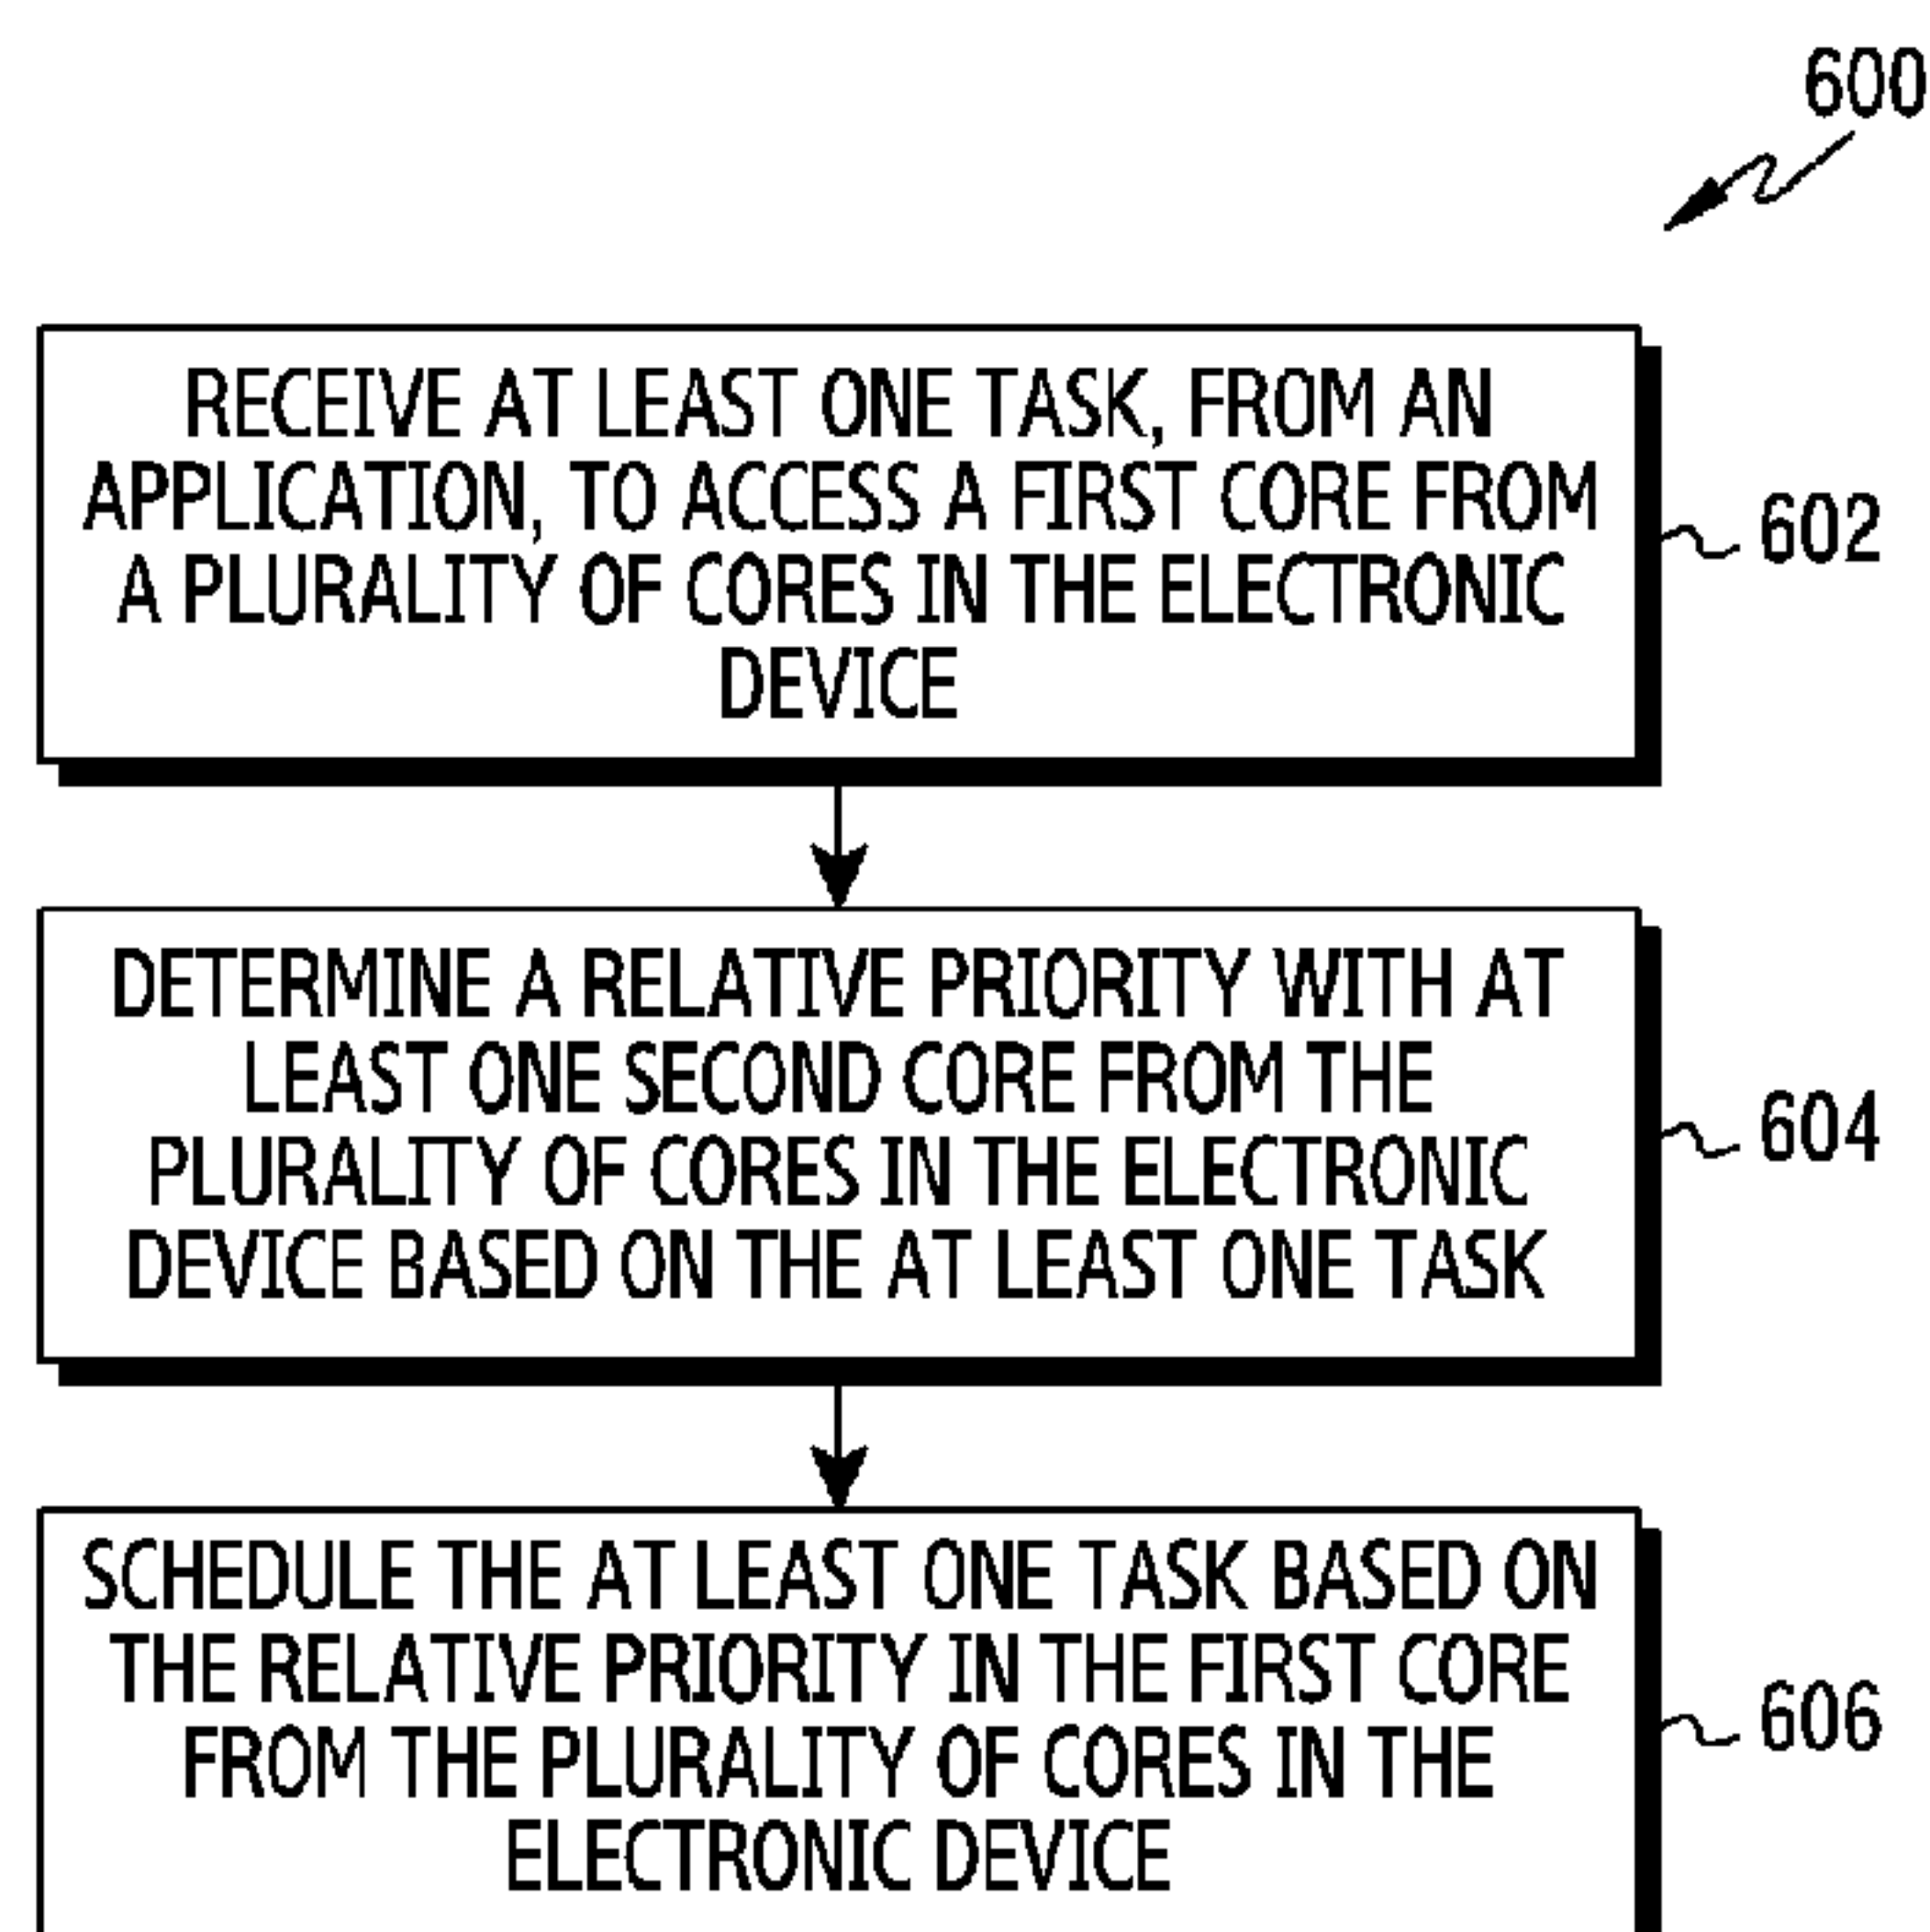 600
RECEIVE AT LEAST ONE TASK, FROM AN
APPLICATION, TO ACCESS A FIRST CORE FROM
A PLURALITY OF CORES IN THE ELECTRONIC
DEVICE
602
DETERMINE A RELATIVE PRIORITY WITH AT
LEAST ONE SECOND CORE FROM THE
PLURALITY OF CORES IN THE ELECTRONIC
DEVICE BASED ON THE AT LEAST ONE TASK
604
SCHEDULE THE AT LEAST ONE TASK BASED ON
THE RELATIVE PRIORITY IN THE FIRST CORE
FROM THE PLURALITY OF CORES IN THE
ELECTRONIC DEVICE
606